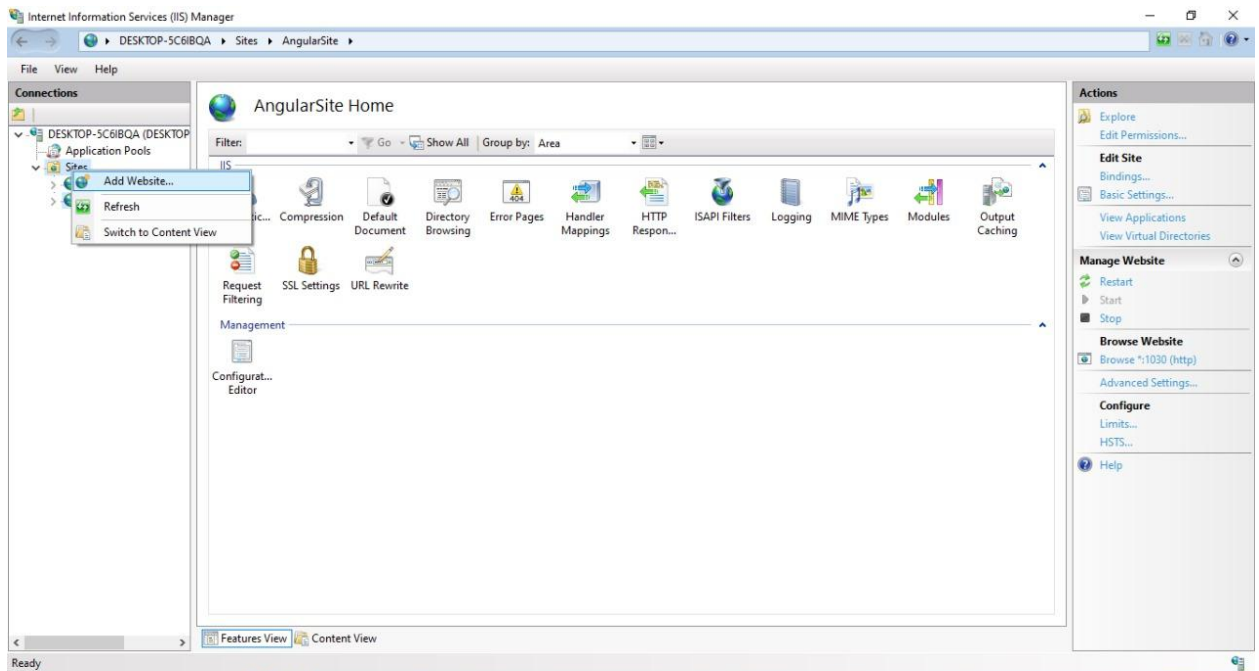 Internet Information Services (IIS) Manager
DESKTOP-5C6IBQA Sites AngularSite
File View Help
Connections
DESKTOP-5C6IBQA (DESKTOP
Application Pools
Sites
Add Website...
Refresh
Switch to Content View
AngularSite Home
Filter: Go Show All Group by: Area
IIS
ic... Compression Default Document Directory Browsing Error Pages Handler Mappings HTTP Respon... ISAPI Filters Logging MIME Types Modules Output Caching
Request Filtering SSL Settings URL Rewrite
Management
Configurat... Editor
Features View Content View
Actions
Explore
Edit Permissions...
Edit Site
Bindings...
Basic Settings...
View Applications
View Virtual Directories
Manage Website
Restart
Start
Stop
Browse Website
Browse *:1030 (http)
Advanced Settings...
Configure
Limits...
HSTS...
Help
Ready